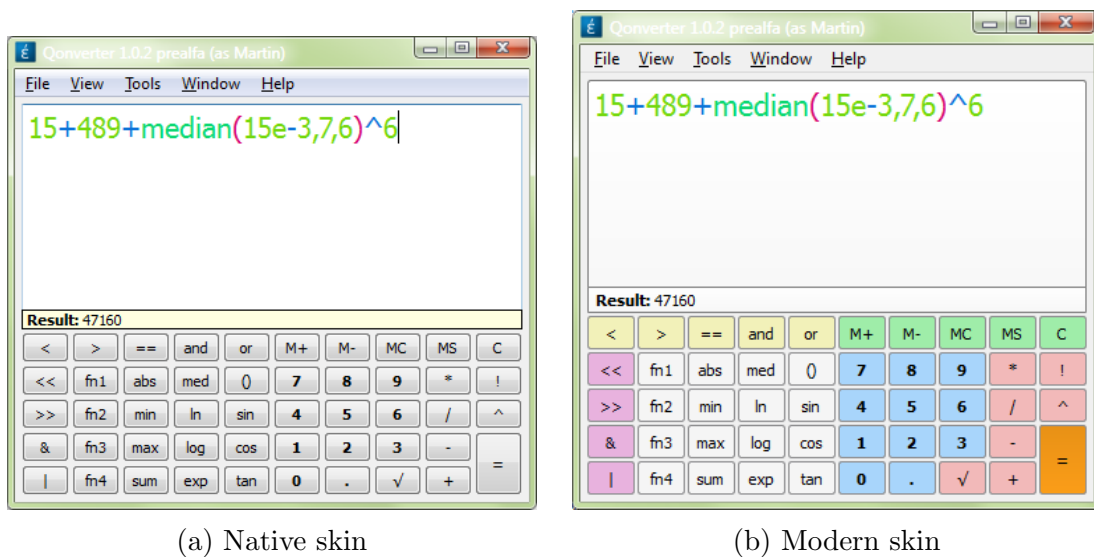 Qonverter 1.0.2 prealfa (as Martin)
File View Tools Window Help
15+489+median(15e-3,7,6)^6
Result: 47160
< > == and or M+ M- MC MS C
<< fn1 abs med () 7 8 9 * !
>> fn2 min ln sin 4 5 6 / ^
& fn3 max log cos 1 2 3 - =
| fn4 sum exp tan 0 . √ +
(a) Native skin
Qonverter 1.0.2 prealfa (as Martin)
File View Tools Window Help
15+489+median(15e-3,7,6)^6
Result: 47160
< > == and or M+ M- MC MS C
<< fn1 abs med () 7 8 9 * !
>> fn2 min ln sin 4 5 6 / ^
& fn3 max log cos 1 2 3 - =
| fn4 sum exp tan 0 . √ +
(b) Modern skin